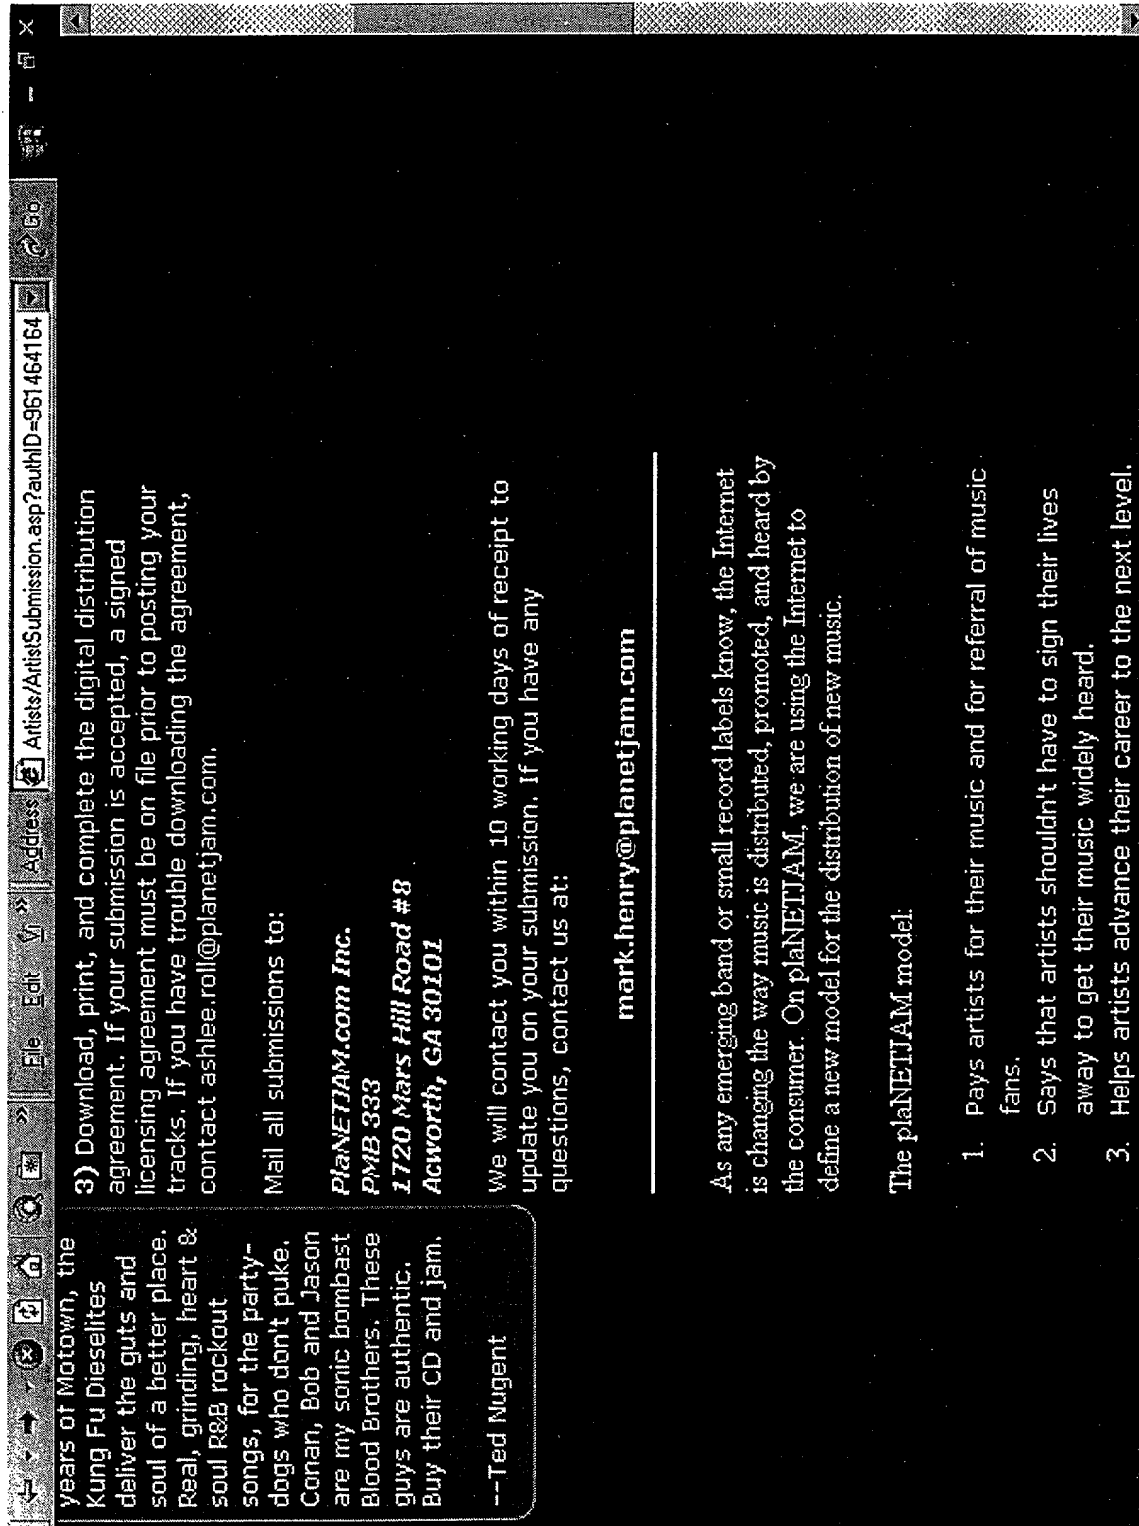 File Edit Vi » Address Artists/ArtistSubmission.asp?authID=961464164 Go
years of Motown, the
Kung Fu Dieselites
deliver the guts and
soul of a better place.
Real, grinding, heart &
soul R&B rockout
songs, for the party-
dogs who don't puke.
Conan, Bob and Jason
are my sonic bombast
Blood Brothers. These
guys are authentic.
Buy their CD and jam.
--Ted Nugent
3) Download, print, and complete the digital distribution
agreement. If your submission is accepted, a signed
licensing agreement must be on file prior to posting your
tracks. If you have trouble downloading the agreement,
contact ashlee.roll@planetjam.com.
Mail all submissions to:
PlaNETJAM.com Inc.
PMB 333
1720 Mars Hill Road #8
Acworth, GA 30101
We will contact you within 10 working days of receipt to
update you on your submission. If you have any
questions, contact us at:
mark.henry@planetjam.com
As any emerging band or small record labels know, the Internet
is changing the way music is distributed, promoted, and heard by
the consumer. On plaNETJAM, we are using the Internet to
define a new model for the distribution of new music.
The plaNETJAM model:
1. Pays artists for their music and for referral of music
fans.
2. Says that artists shouldn't have to sign their lives
away to get their music widely heard.
3. Helps artists advance their career to the next level.